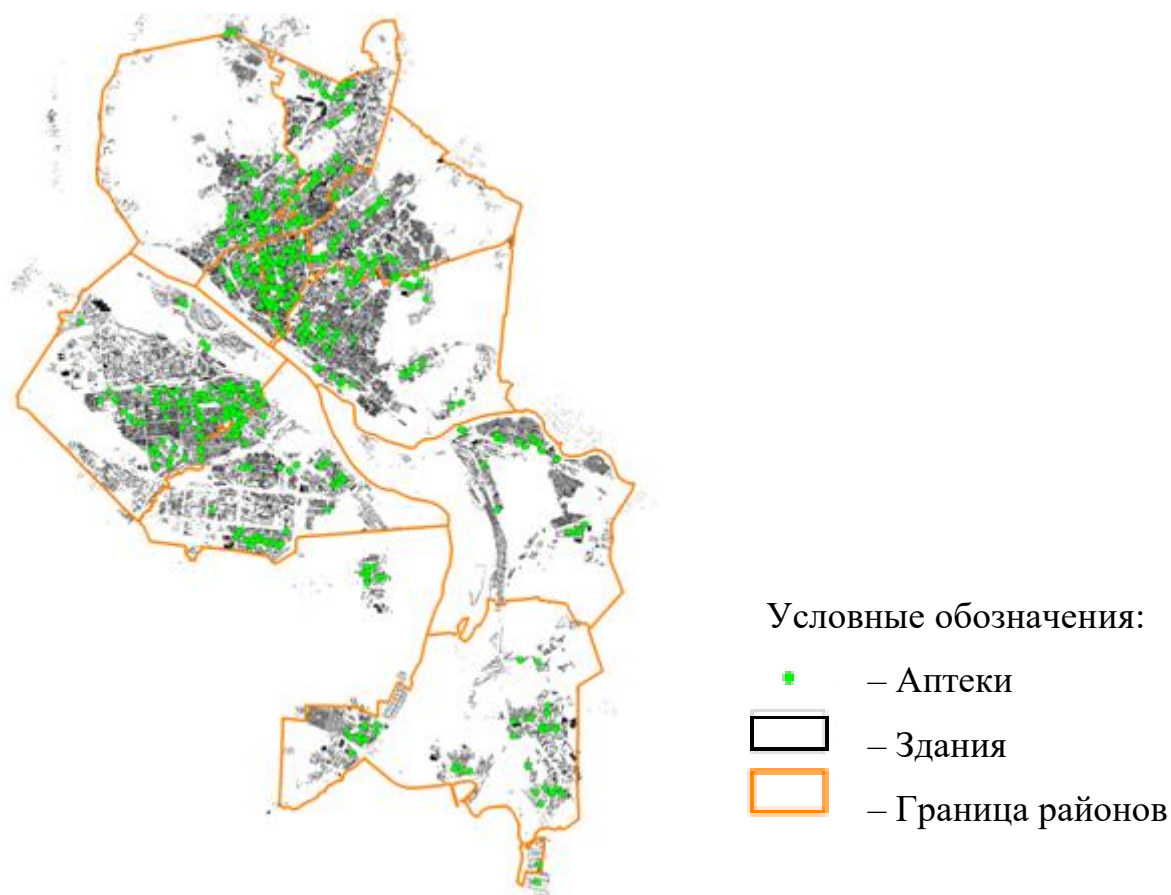 Условные обозначения:
– Аптеки
– Здания
– Граница районов